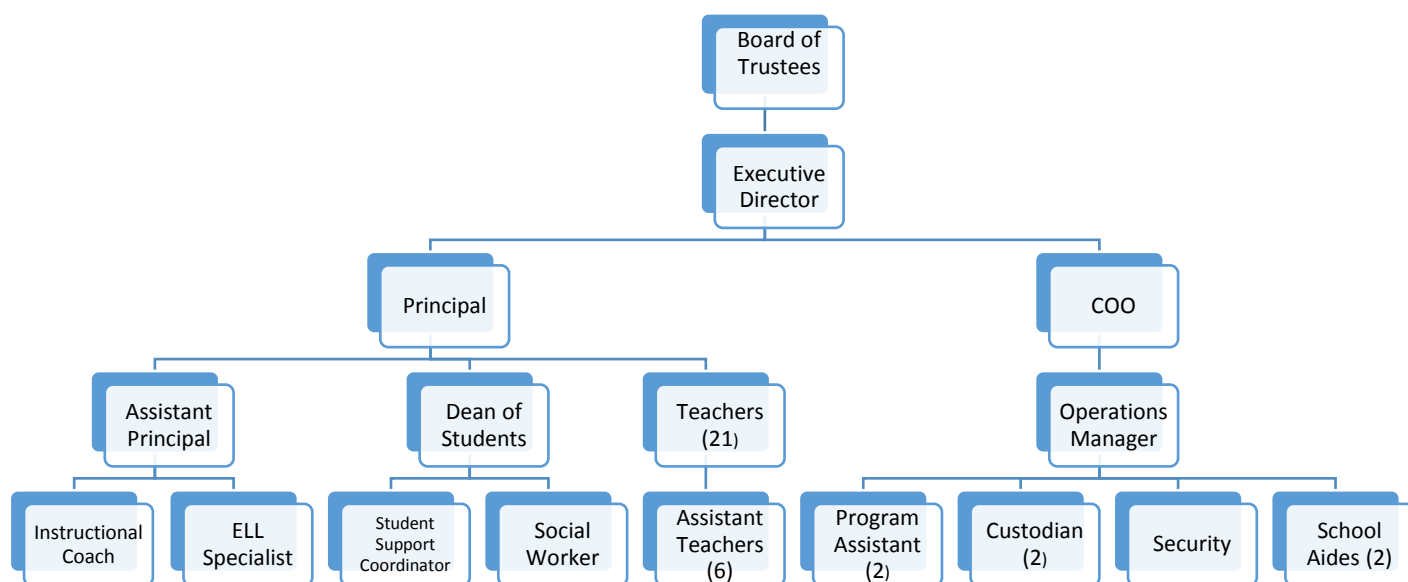 Board of
Trustees
Executive
Director
Principal
COO
Assistant
Principal
Dean of
Students
Teachers
(21)
Operations
Manager
Instructional
Coach
ELL
Specialist
Student
Support
Coordinator
Social
Worker
Assistant
Teachers
(6)
Program
Assistant
(2)
Custodian
(2)
Security
School
Aides (2)